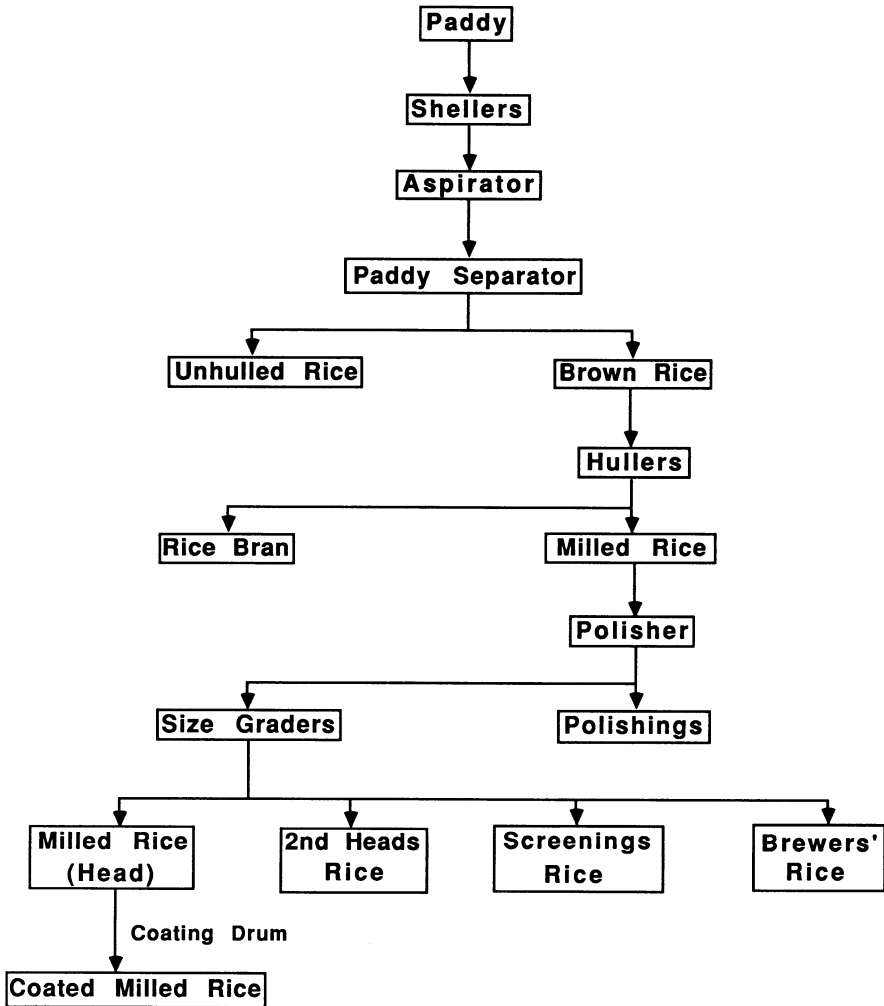 Paddy
Shellers
Aspirator
Paddy Separator
Unhulled Rice
Brown Rice
Hullers
Rice Bran
Milled Rice
Polisher
Size Graders
Polishings
Milled Rice
(Head)
2nd Heads
Rice
Screenings
Rice
Brewers'
Rice
Coating Drum
Coated Milled Rice